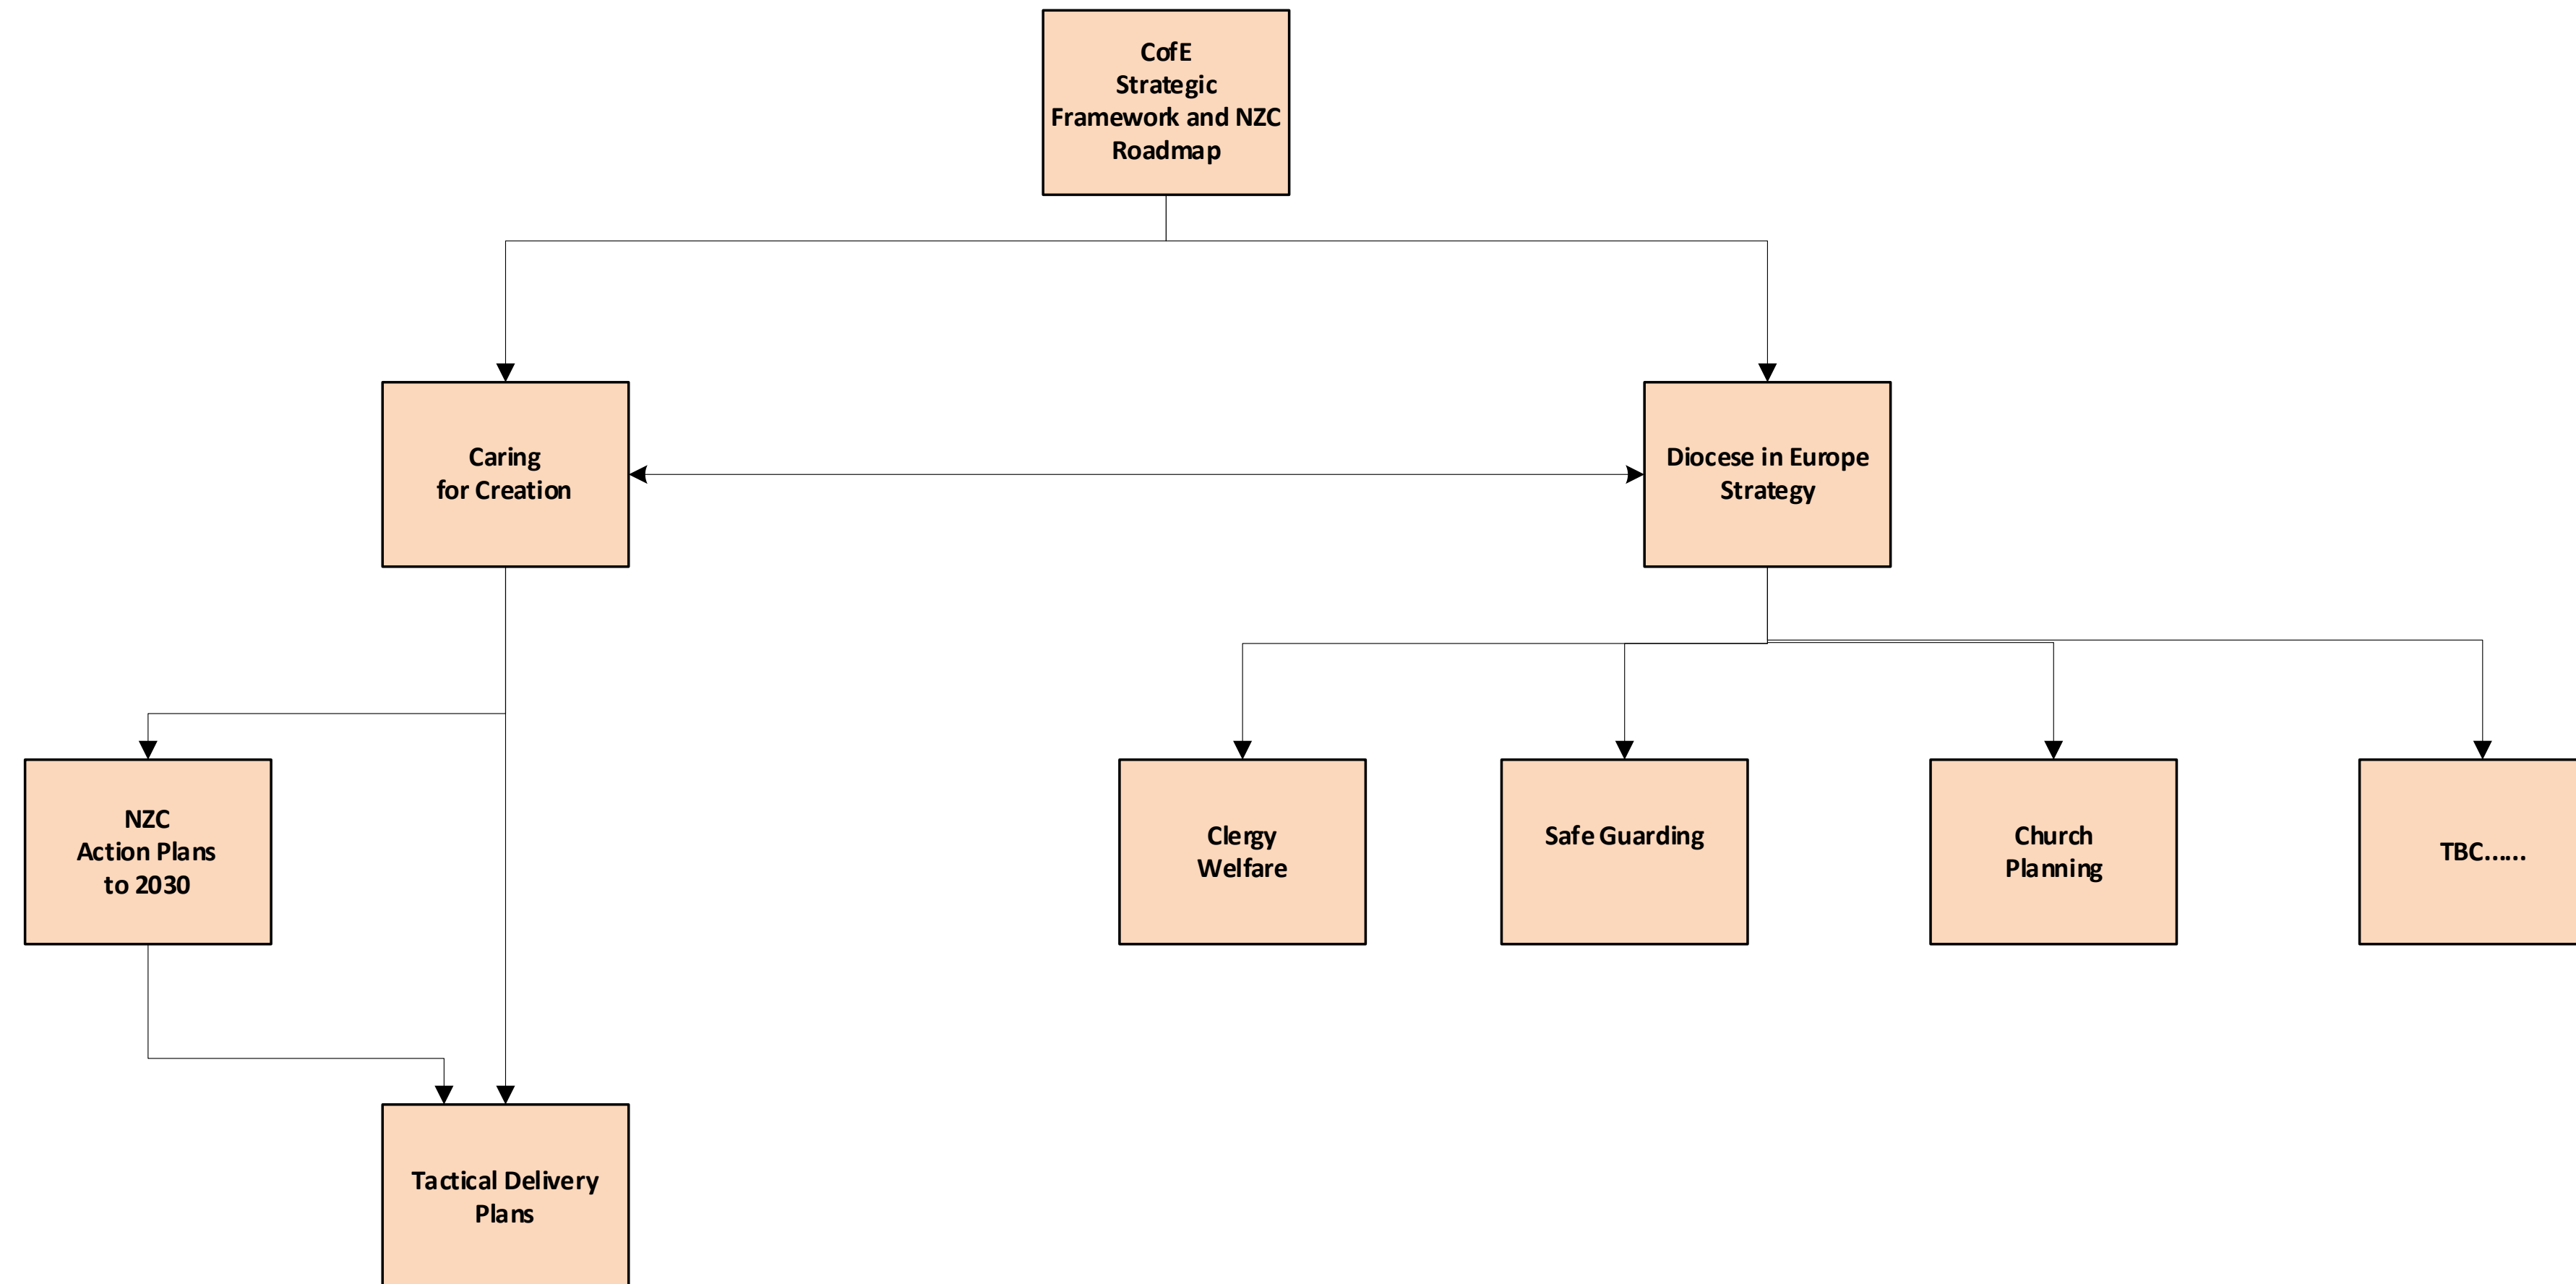 CofE
Strategic
Framework and NZC
Roadmap
Caring
for Creation
Diocese in Europe
Strategy
NZC
Action Plans
to 2030
Clergy
Welfare
Safe Guarding
Church
Planning
TBC......
Tactical Delivery
Plans